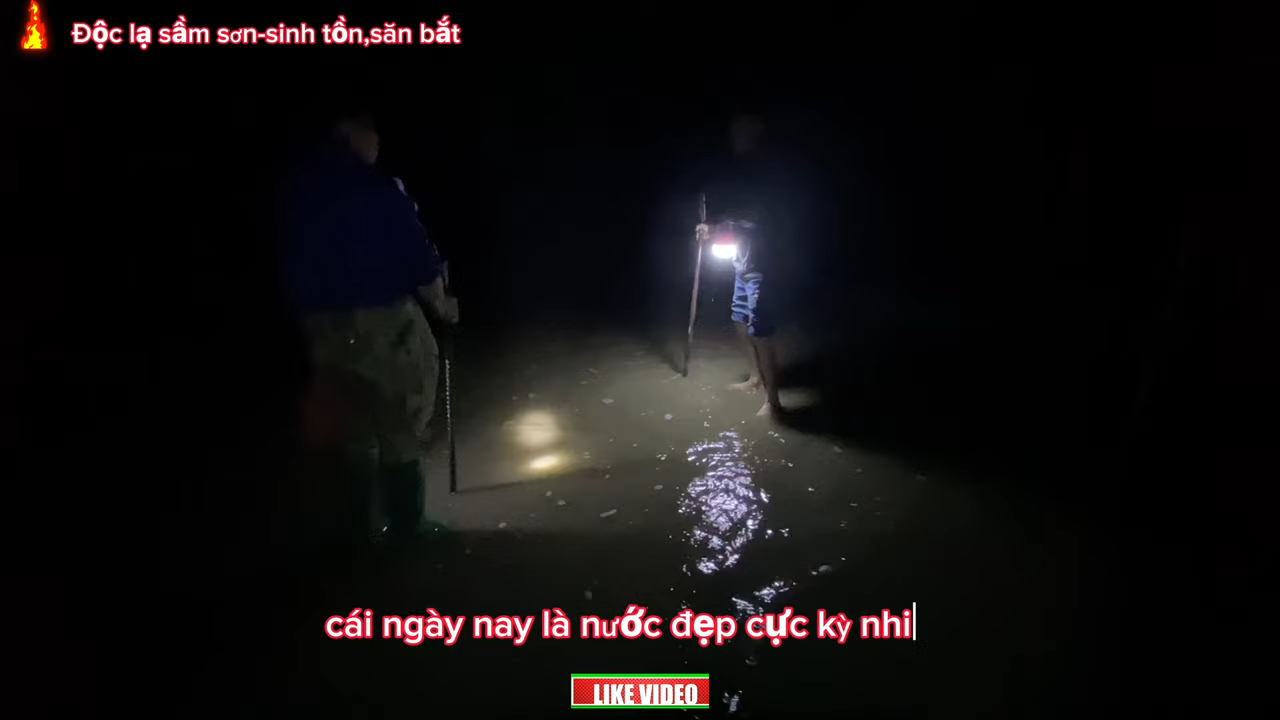 Độc lạ sầm sơn-sinh tồn,săn bắt
cái ngày nay là nước đẹp cực kỳ nhi
LIKE VIDEO